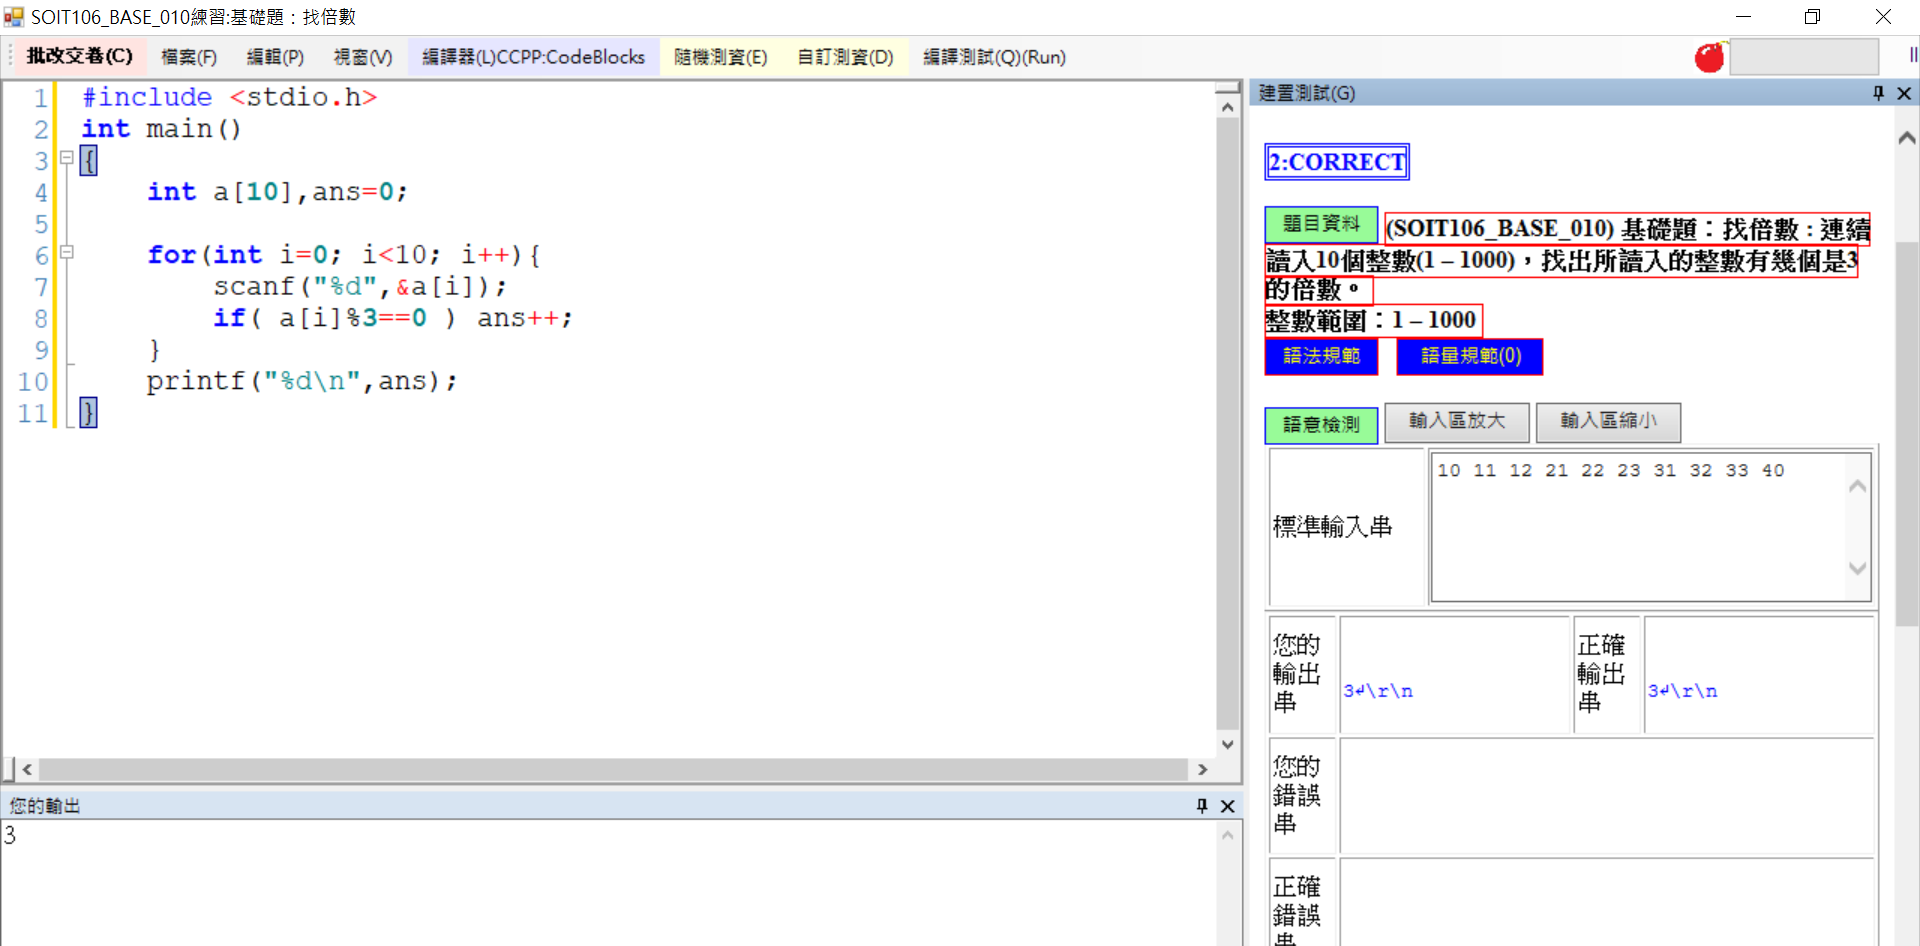 SOIT106_BASE_010練習:基礎題：找倍數
批改交卷(C) 檔案(F) 編輯(P) 視窗(V) 編譯器(L)CCPP:CodeBlocks 隨機測資(E) 自訂測資(D) 編譯測試(Q)(Run)
1 #include <stdio.h>
2 int main()
3 {
4 int a[10],ans=0;
5
6 for(int i=0; i<10; i++){
7 scanf("%d",&a[i]);
8 if( a[i]%3==0 ) ans++;
9 }
10 printf("%d\n",ans);
11 }
您的輸出
3
建置測試(G)
2:CORRECT
題目資料 (SOIT106_BASE_010) 基礎題：找倍數：連續
讀入10個整數(1 – 1000)，找出所讀入的整數有幾個是3
的倍數。
整數範圍：1 – 1000
語法規範 語量規範(0)
語意檢測 輸入區放大 輸入區縮小
標準輸入串 10 11 12 21 22 23 31 32 33 40
您的
輸出
串
3↲\r\n
正確
輸出
串
3↲\r\n
您的
錯誤
串
正確
錯誤
串